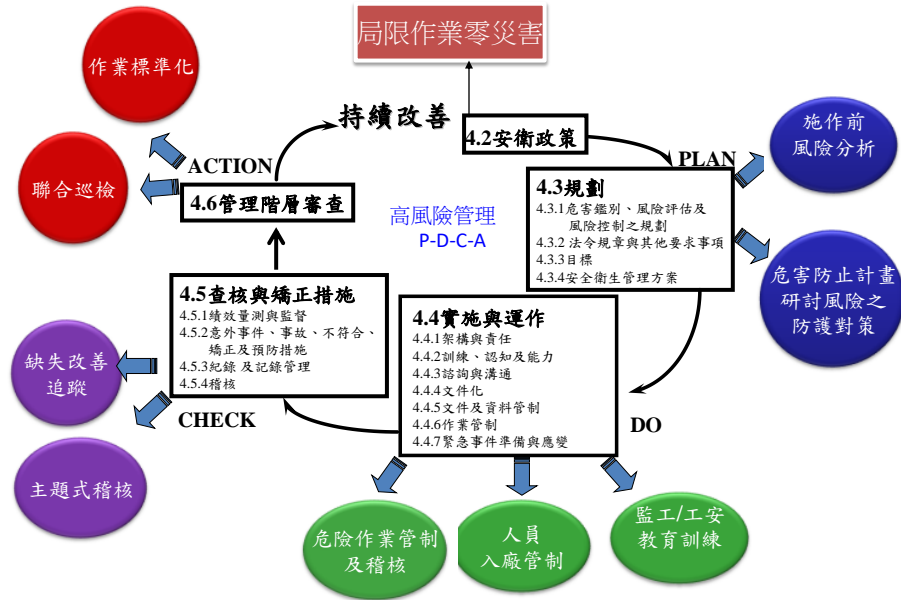 局限作業零災害
作業標準化
持續改善
4.2安衛政策
施作前
風險分析
PLAN
ACTION
聯合巡檢
4.6管理階層審查
高風險管理
P-D-C-A
4.3規劃
4.3.1危害鑑別、風險評估及
風險控制之規劃
4.3.2 法令規章與其他要求事項
4.3.3目標
4.3.4安全衛生管理方案
危害防止計畫
研討風險之
防護對策
4.5查核與矯正措施
4.5.1績效量測與監督
4.5.2意外事件、事故、不符合、
矯正及預防措施
4.5.3紀錄 及記錄管理
4.5.4稽核
4.4實施與運作
4.4.1架構與責任
4.4.2訓練、認知及能力
4.4.3諮詢與溝通
4.4.4文件化
4.4.5文件及資料管制
4.4.6作業管制
4.4.7緊急事件準備與應變
缺失改善
追蹤
CHECK
DO
主題式稽核
危險作業管制
及稽核
人員
入廠管制
監工/工安
教育訓練